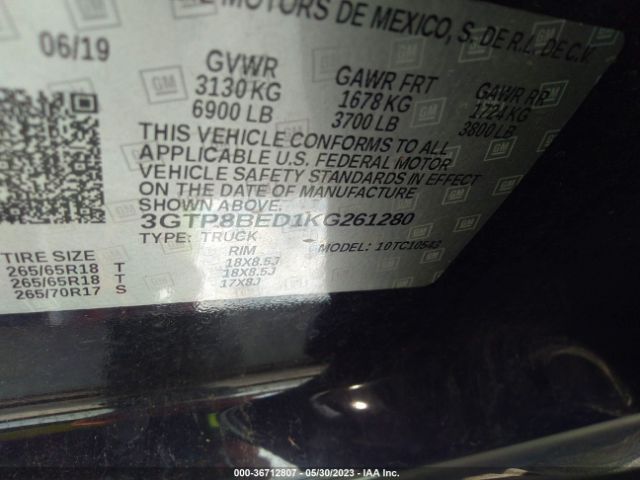 MOTORS DE MEXICO, S. DE R.L. DE C.V.
06/19
GVWR
3130 KG
6900 LB
GAWR FRT
1678 KG
3700 LB
GAWR RR
1724 KG
3800 LB
THIS VEHICLE CONFORMS TO ALL
APPLICABLE U.S. FEDERAL MOTOR
VEHICLE SAFETY STANDARDS IN EFFECT
ON THE DATE OF MANUFACTURE
SHOWN ABOVE.
3GTP8BED1KG261280
TYPE: TRUCK
MODEL: 10TC10543
TIRE SIZE RIM
265/65R18 T 18X8.5J
265/65R18 T 18X8.5J
265/70R17 S 17X8J
000-36712807 - 05/30/2023 - IAA Inc.